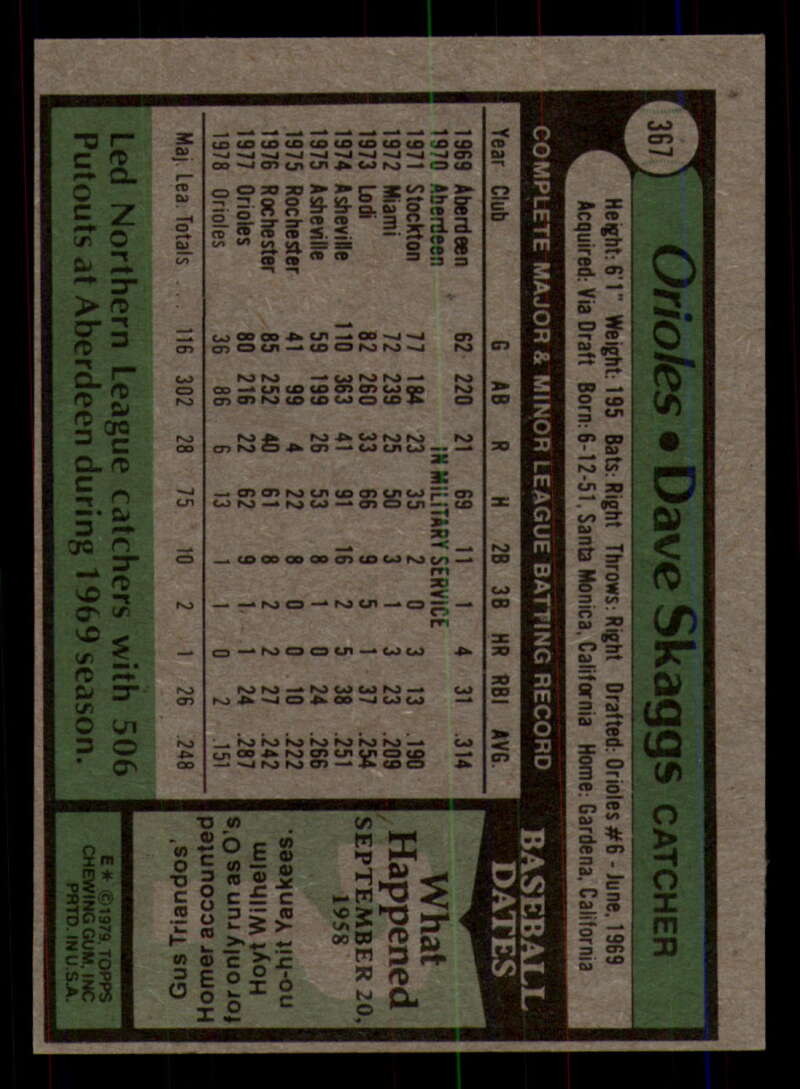 367
Orioles • Dave Skaggs CATCHER
Height: 6'1" Weight: 195 Bats: Right Throws: Right Drafted: Orioles #6 - June, 1969
Acquired: Via Draft Born: 6-12-51, Santa Monica, California Home: Gardena, California
COMPLETE MAJOR & MINOR LEAGUE BATTING RECORD
Year Club G AB R H 2B 3B HR RBI AVG.
1969 Aberdeen 62 220 21 69 11 1 4 31 .314
1970 Aberdeen IN MILITARY SERVICE
1971 Stockton 77 184 23 35 2 0 3 13 .190
1972 Miami 72 239 25 50 3 1 3 23 .209
1973 Lodi 82 260 33 66 9 5 1 37 .254
1974 Asheville 110 363 41 91 16 2 5 38 .251
1975 Asheville 59 199 26 53 8 1 0 24 .266
1975 Rochester 41 99 4 22 8 0 0 10 .222
1976 Rochester 85 252 40 61 8 2 2 27 .242
1977 Orioles 80 216 22 62 9 1 1 24 .287
1978 Orioles 36 86 6 13 1 1 0 2 .151
Maj. Lea Totals ... 116 302 28 75 10 2 1 26 .248
Led Northern League catchers with 506
Putouts at Aberdeen during 1969 season.
BASEBALL
DATES
What
Happened
SEPTEMBER 20,
1958
Gus Triandos'
Homer accounted
for only run as O's
Hoyt Wilhelm
no-hit Yankees.
E* ©1979 TOPPS
CHEWING GUM, INC
PRTD. IN U.S.A.